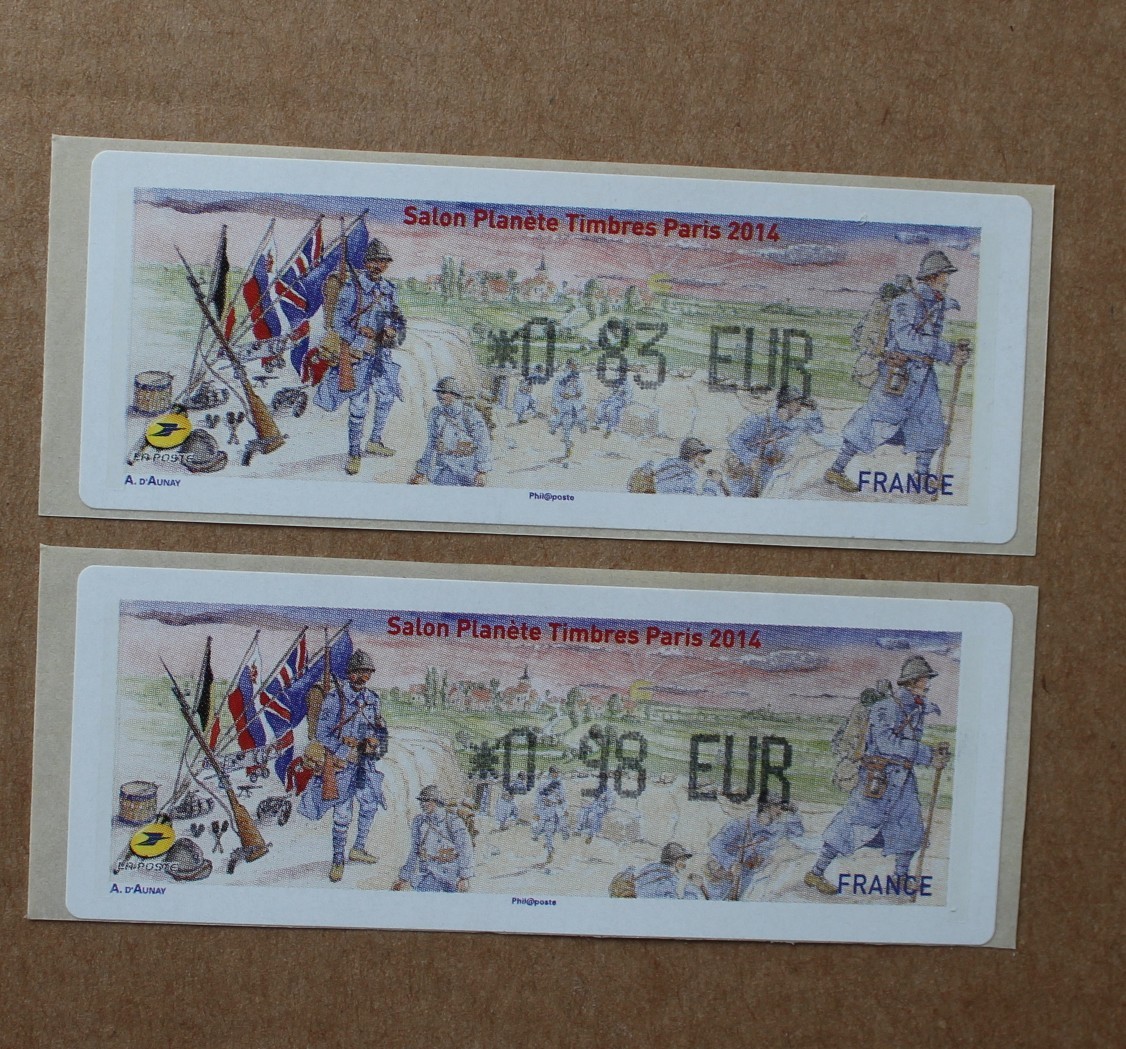 Salon Planète Timbres Paris 2014
*0,83 EUR
LA POSTE
A. D'AUNAY
Phil@poste
FRANCE
Salon Planète Timbres Paris 2014
*0,98 EUR
LA POSTE
A. D'AUNAY
Phil@poste
FRANCE